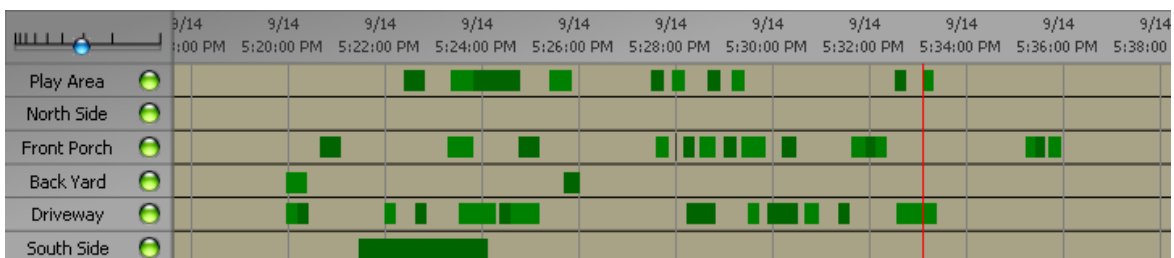 9/14 9/14 9/14 9/14 9/14 9/14 9/14 9/14 9/14 9/14 9/14
:00 PM 5:20:00 PM 5:22:00 PM 5:24:00 PM 5:26:00 PM 5:28:00 PM 5:30:00 PM 5:32:00 PM 5:34:00 PM 5:36:00 PM 5:38:00
Play Area
North Side
Front Porch
Back Yard
Driveway
South Side